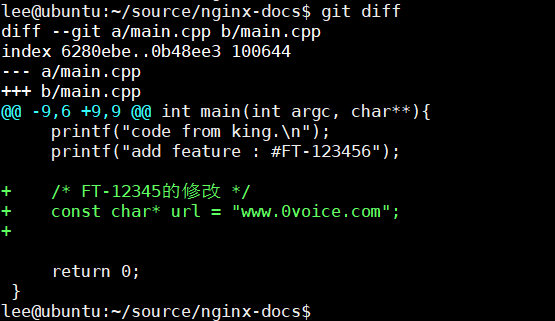 lee@ubuntu:~/source/nginx-docs$ git diff
diff --git a/main.cpp b/main.cpp
index 6280ebe..0b48ee3 100644
--- a/main.cpp
+++ b/main.cpp
@@ -9,6 +9,9 @@ int main(int argc, char**){
     printf("code from king.\n");
     printf("add feature : #FT-123456");

+    /* FT-12345的修改 */
+    const char* url = "www.0voice.com";
+

     return 0;
 }
lee@ubuntu:~/source/nginx-docs$